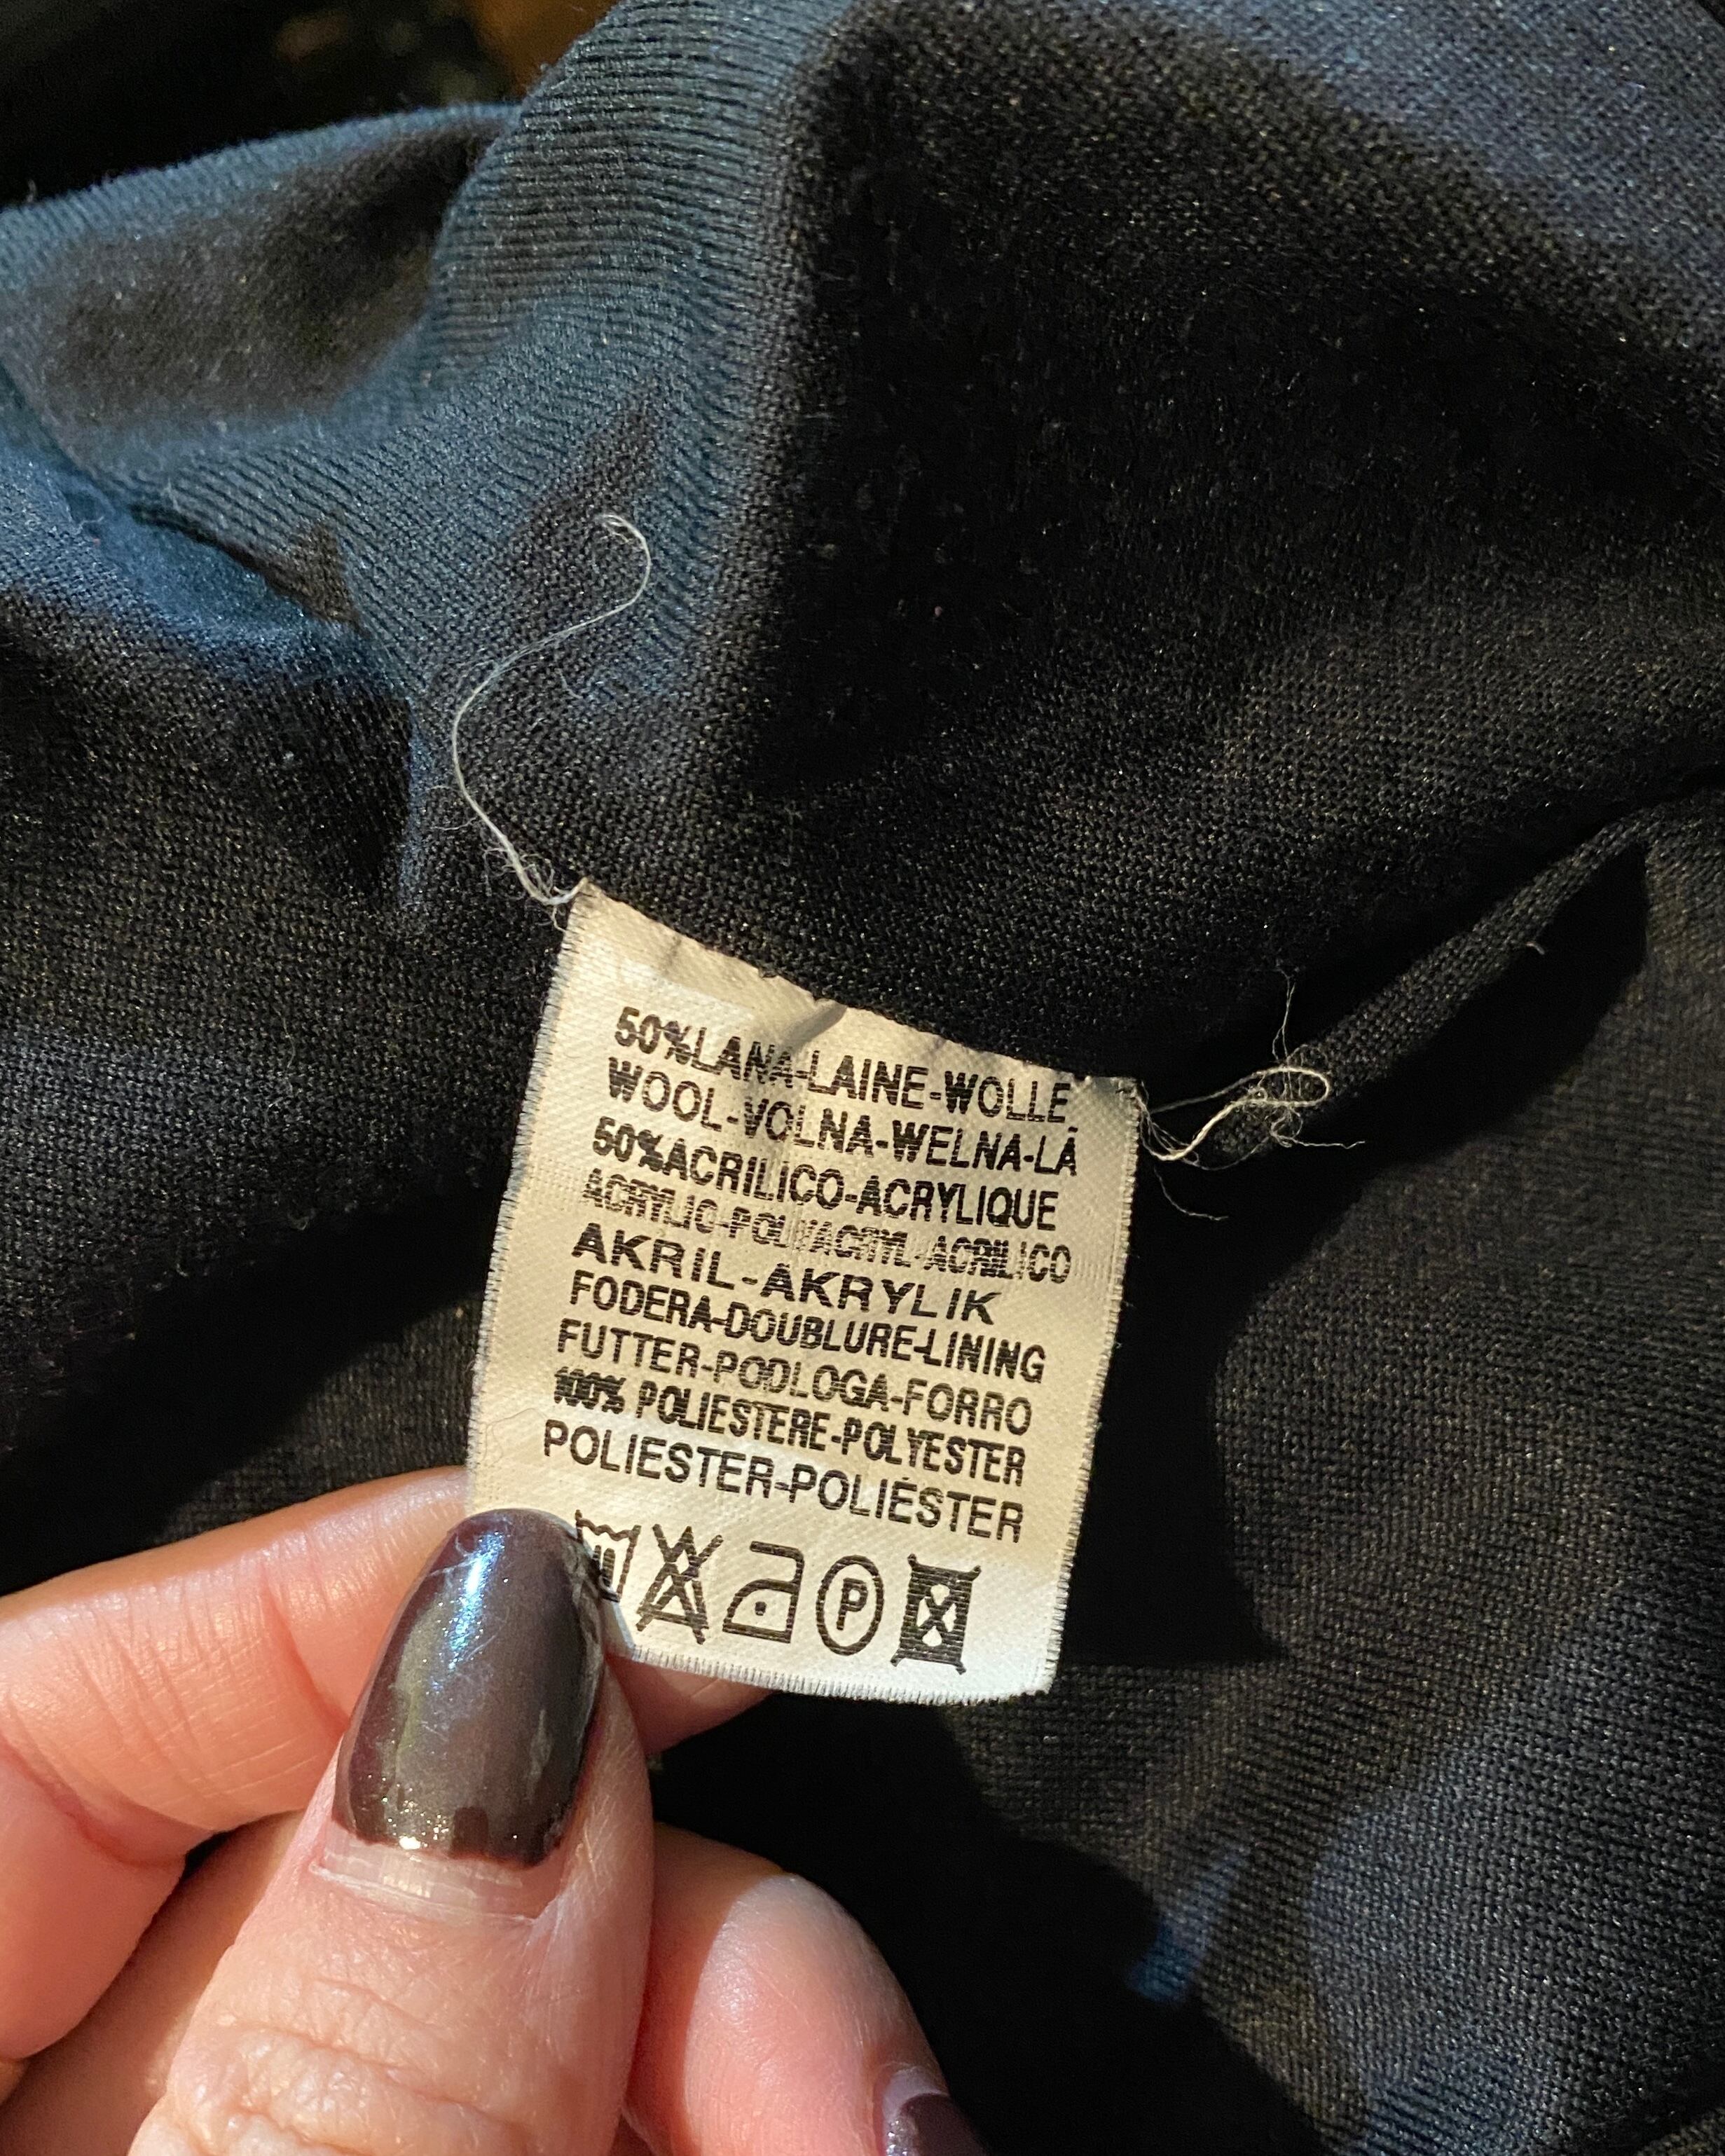 50%LANA-LAINE-WOLLE
WOOL-VOLNA-WELNA-LÃ
50%ACRILICO-ACRYLIQUE
ACRYLIC-POLYACRYL-ACRILICO
AKRIL-AKRYLIK
FODERA-DOUBLURE-LINING
FUTTER-PODLOGA-FORRO
100% POLIESTERE-POLYESTER
POLIESTER-POLIÉSTER
P